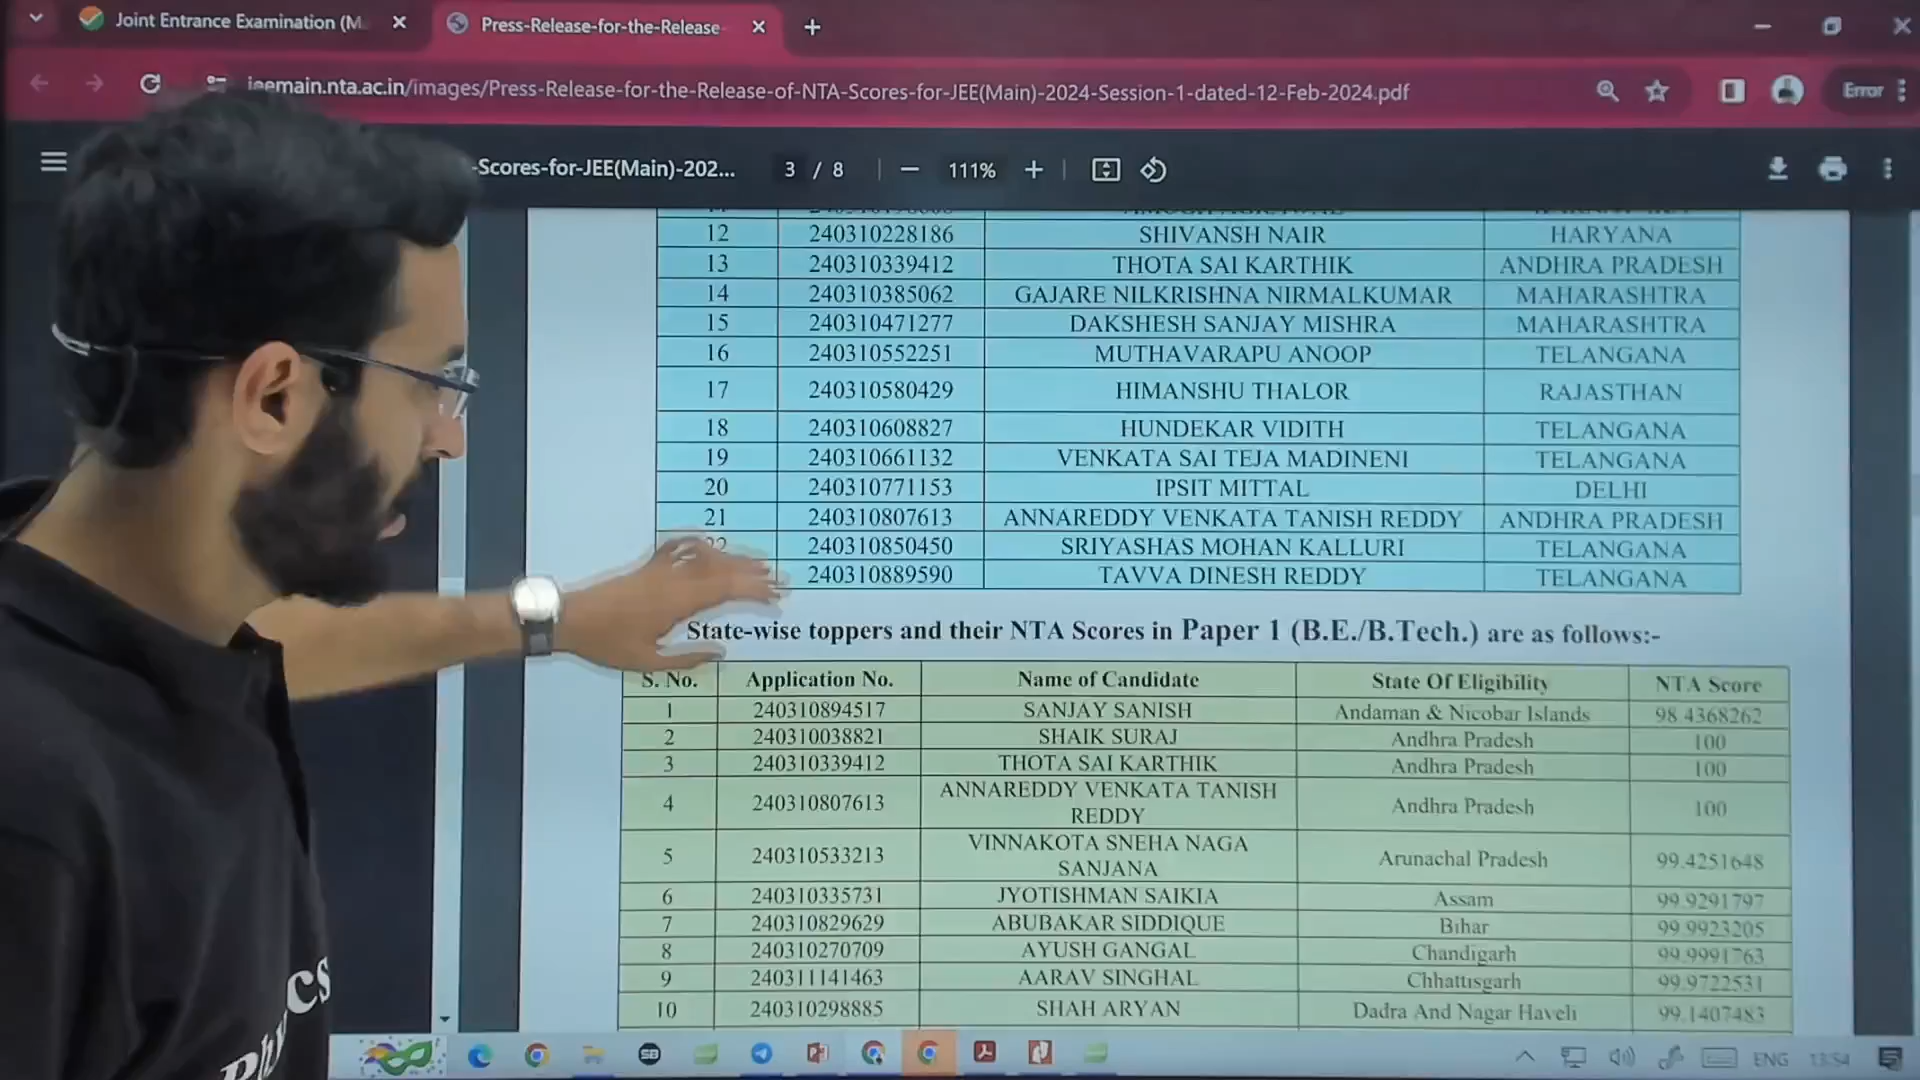 Joint Entrance Examination (M
Press-Release-for-the-Release
jeemain.nta.ac.in/images/Press-Release-for-the-Release-of-NTA-Scores-for-JEE(Main)-2024-Session-1-dated-12-Feb-2024.pdf
Error
-Scores-for-JEE(Main)-202... 3 / 8 111%
12 240310228186 SHIVANSH NAIR HARYANA
13 240310339412 THOTA SAI KARTHIK ANDHRA PRADESH
14 240310385062 GAJARE NILKRISHNA NIRMALKUMAR MAHARASHTRA
15 240310471277 DAKSHESH SANJAY MISHRA MAHARASHTRA
16 240310552251 MUTHAVARAPU ANOOP TELANGANA
17 240310580429 HIMANSHU THALOR RAJASTHAN
18 240310608827 HUNDEKAR VIDITH TELANGANA
19 240310661132 VENKATA SAI TEJA MADINENI TELANGANA
20 240310771153 IPSIT MITTAL DELHI
21 240310807613 ANNAREDDY VENKATA TANISH REDDY ANDHRA PRADESH
22 240310850450 SRIYASHAS MOHAN KALLURI TELANGANA
240310889590 TAVVA DINESH REDDY TELANGANA
State-wise toppers and their NTA Scores in Paper 1 (B.E./B.Tech.) are as follows:-
S. No. Application No. Name of Candidate State Of Eligibility NTA Score
1 240310894517 SANJAY SANISH Andaman & Nicobar Islands 98.4368262
2 240310038821 SHAIK SURAJ Andhra Pradesh 100
3 240310339412 THOTA SAI KARTHIK Andhra Pradesh 100
4 240310807613 ANNAREDDY VENKATA TANISH REDDY Andhra Pradesh 100
5 240310533213 VINNAKOTA SNEHA NAGA SANJANA Arunachal Pradesh 99.4251648
6 240310335731 JYOTISHMAN SAIKIA Assam 99.9291797
7 240310829629 ABUBAKAR SIDDIQUE Bihar 99.9923205
8 240310270709 AYUSH GANGAL Chandigarh 99.9991763
9 240311141463 AARAV SINGHAL Chhattisgarh 99.9722531
10 240310298885 SHAH ARYAN Dadra And Nagar Haveli 99.1407483
ENG 13:54